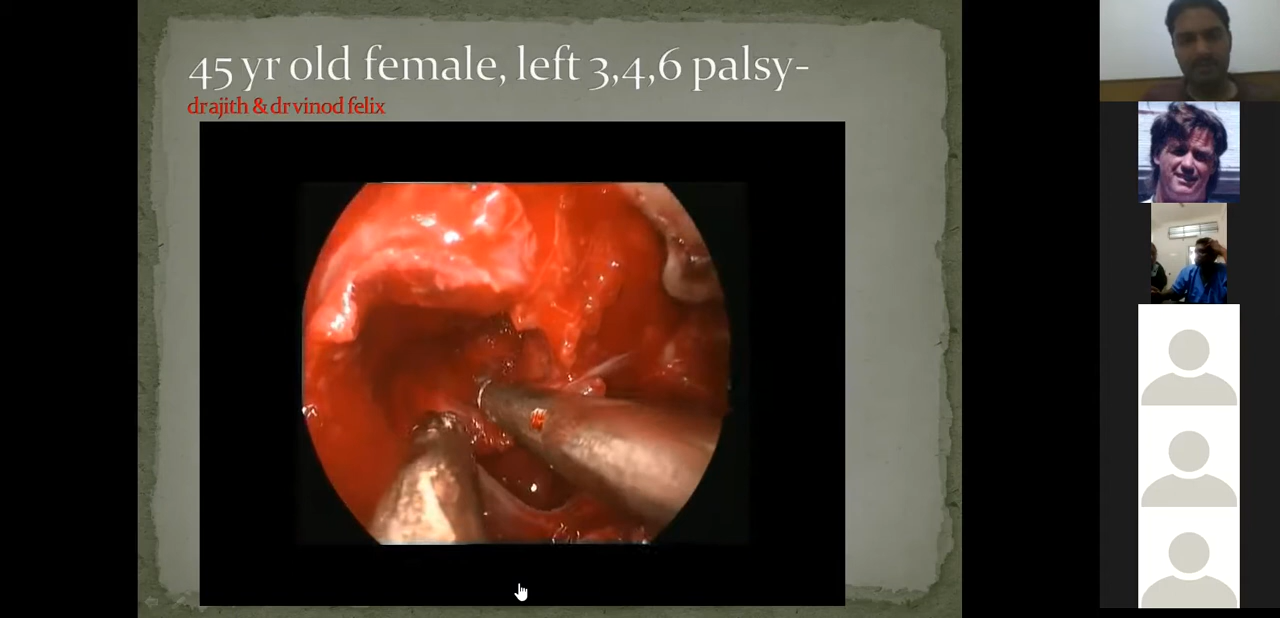 45 yr old female, left 3,4,6 palsy-
dr ajith & dr vinod felix